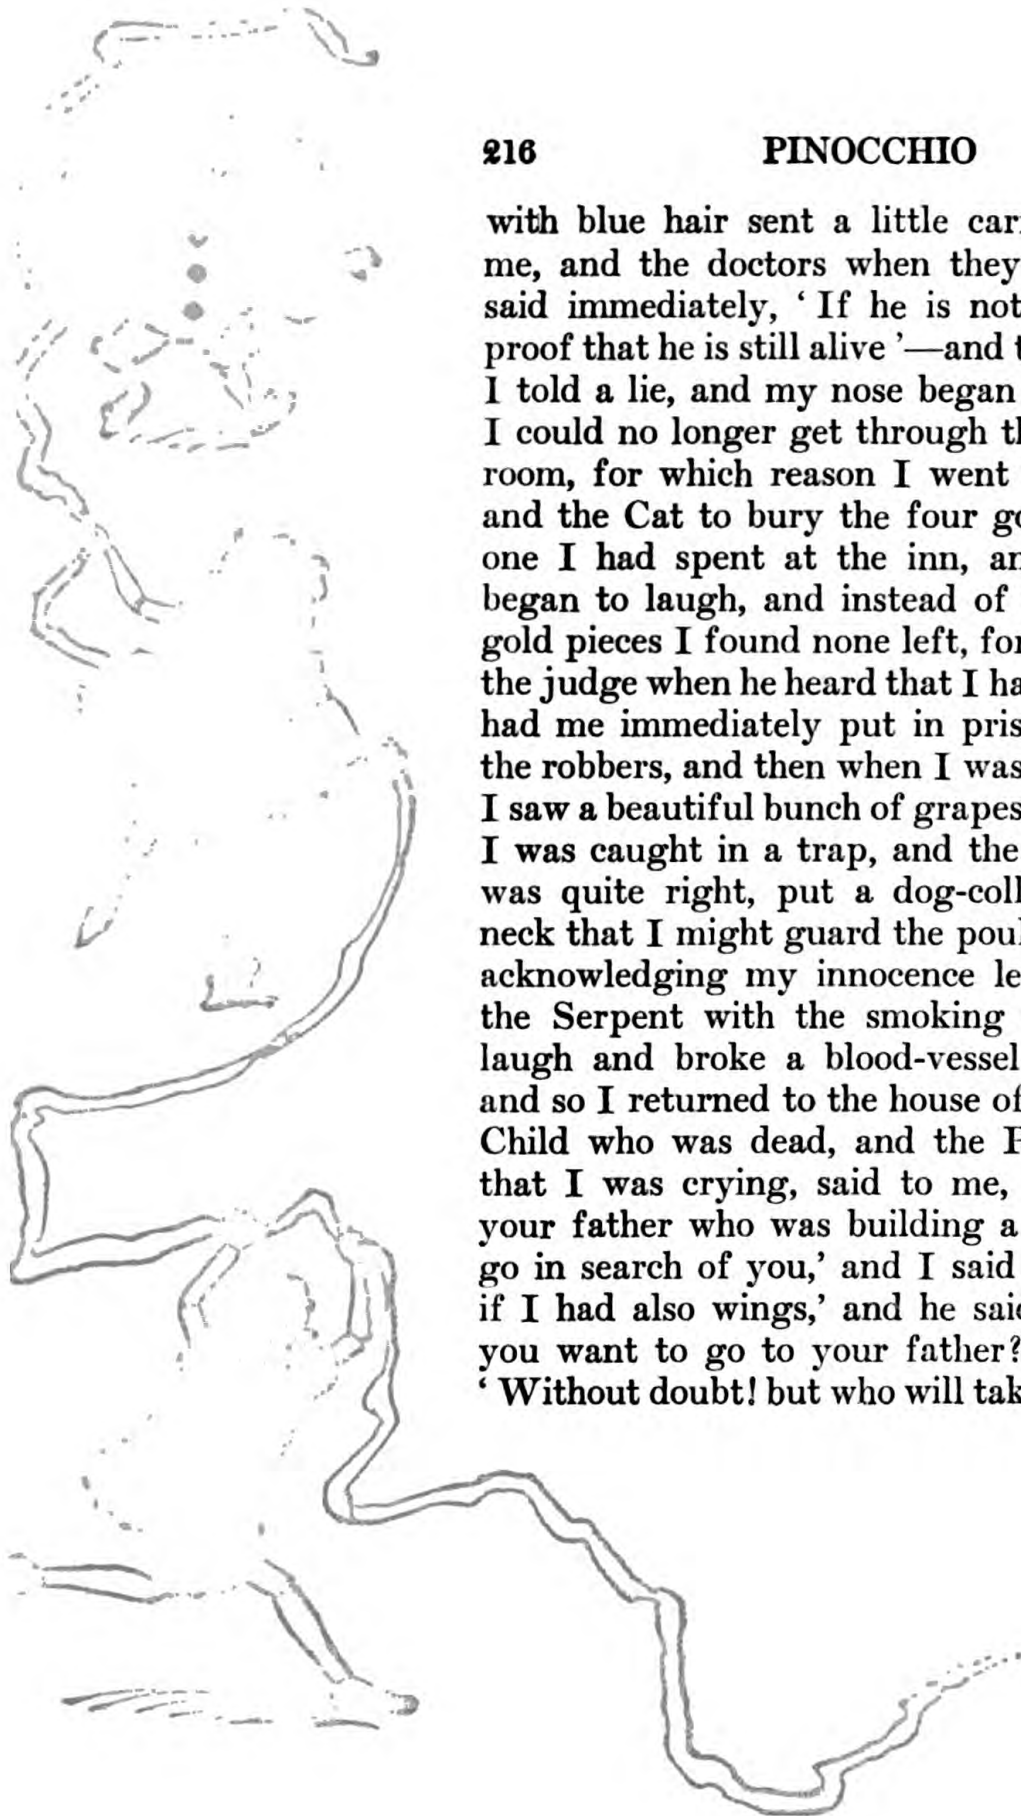 216 PINOCCHIO
with blue hair sent a little
me, and the doctors when they
said immediately, ‘ If he is not
proof that he is still alive ’—and
I told a lie, and my nose began
I could no longer get through
room, for which reason I went
and the Cat to bury the four
one I had spent at the inn,
began to laugh, and instead of
gold pieces I found none left, for
the judge when he heard that I
had me immediately put in
the robbers, and then when I was
I saw a beautiful bunch of grapes
I was caught in a trap, and the
was quite right, put a
neck that I might guard the
acknowledging my innocence
the Serpent with the smoking
laugh and broke a blood-vessel
and so I returned to the house of
Child who was dead, and the
that I was crying, said to me,
your father who was building a
go in search of you,’ and I said
if I had also wings,’ and he
you want to go to your father?
‘ Without doubt! but who will